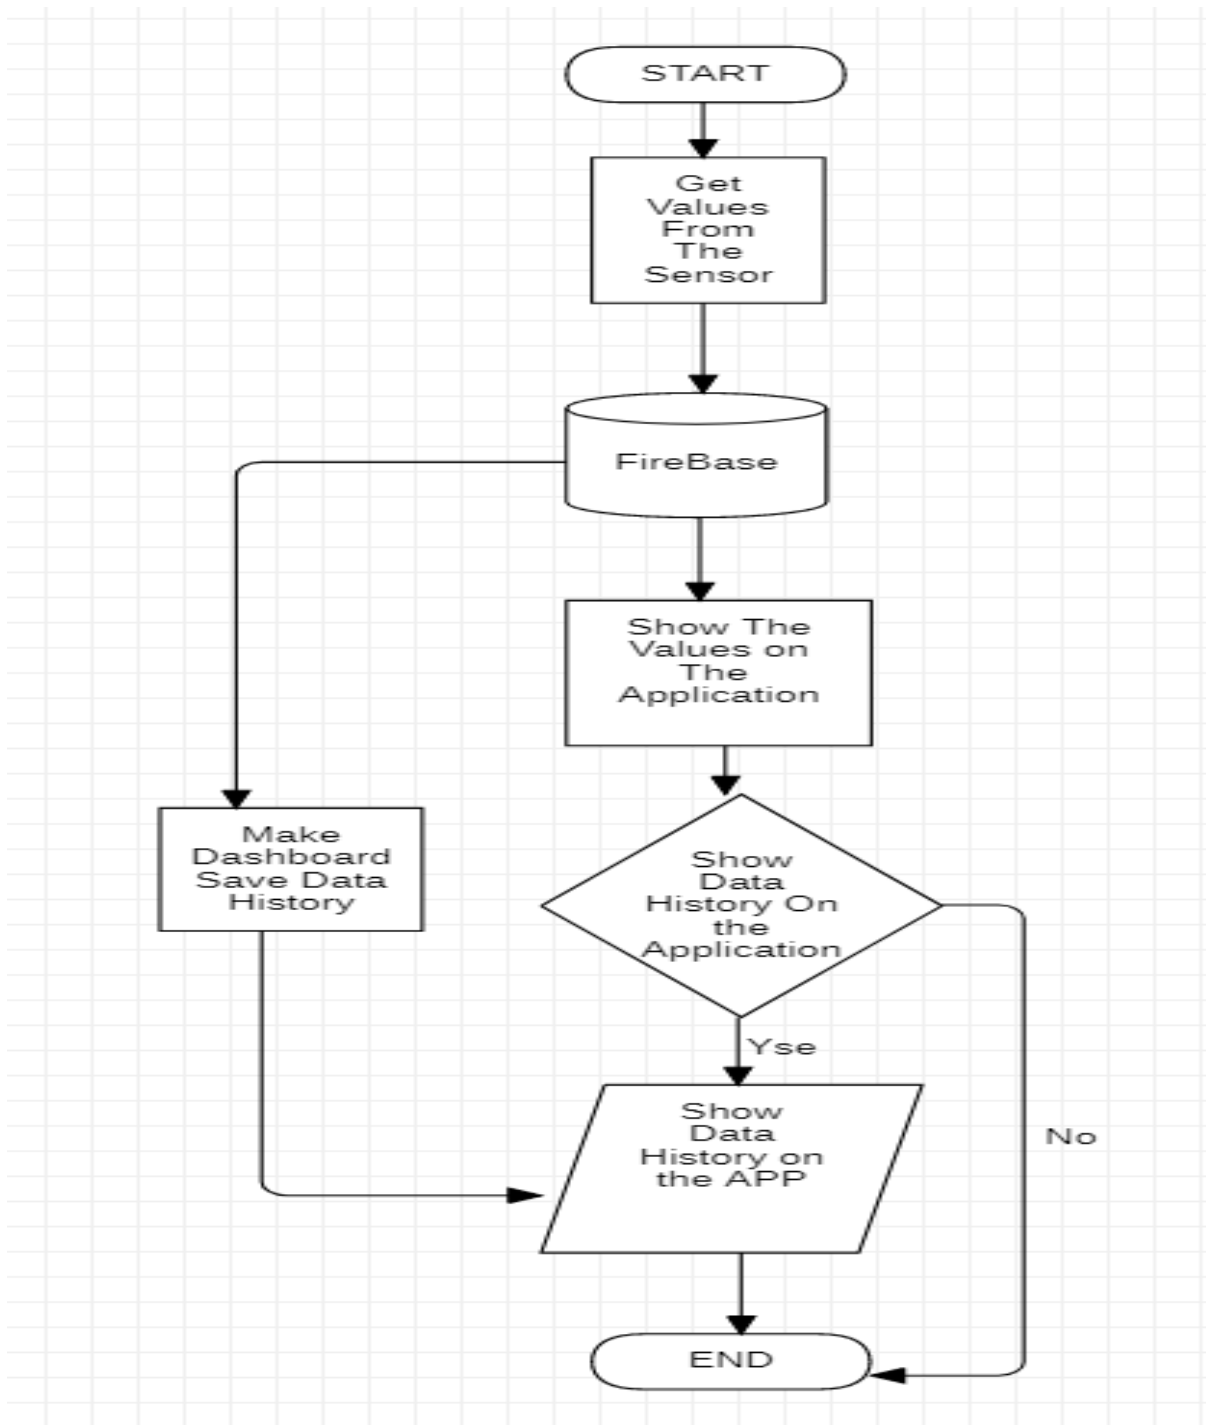 START
Get
Values
From
The
Sensor
FireBase
Show The
Values on
The
Application
Make
Dashboard
Save Data
History
Show
Data
History On
the
Application
Yse
Show
Data
History on
the APP
No
END